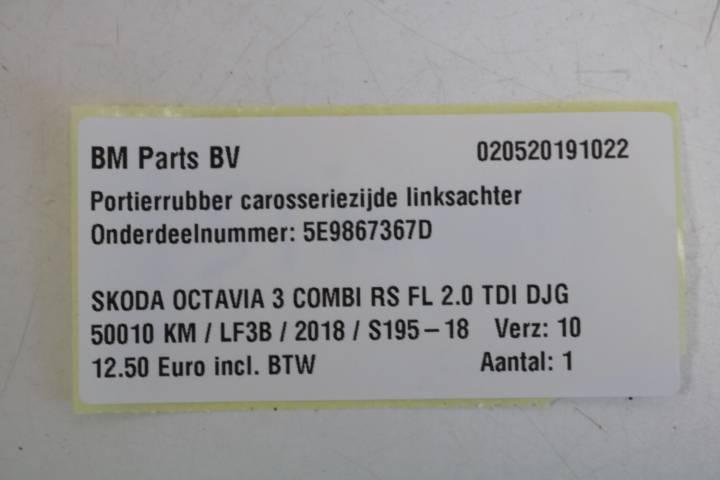 BM Parts BV 020520191022
Portierrubber carosseriezijde linksachter
Onderdeelnummer: 5E9867367D
SKODA OCTAVIA 3 COMBI RS FL 2.0 TDI DJG
50010 KM / LF3B / 2018 / S195-18 Verz: 10
12.50 Euro incl. BTW Aantal: 1